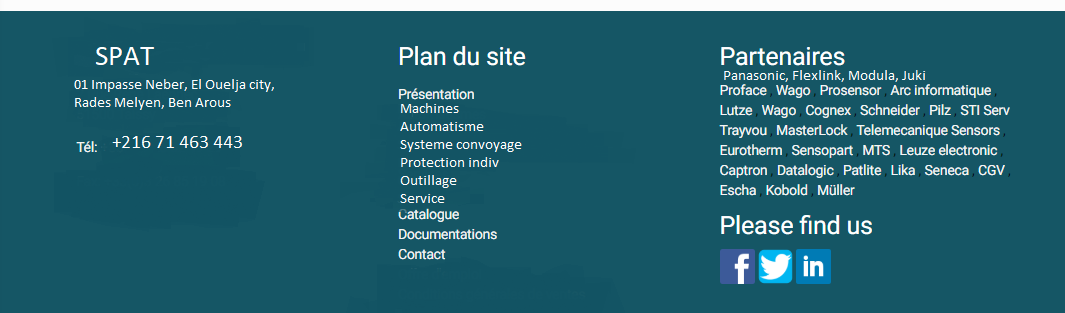 SPAT
01 Impasse Neber, El Ouelja city,
Rades Melyen, Ben Arous
Tél: +216 71 463 443
Plan du site
Présentation
Machines
Automatisme
Systeme convoyage
Protection indiv
Outillage
Service
Catalogue
Documentations
Contact
Partenaires
Panasonic, Flexlink, Modula, Juki
Proface , Wago , Prosensor , Arc informatique ,
Lutze , Wago , Cognex , Schneider , Pilz , STI Serv
Trayvou , MasterLock , Telemecanique Sensors ,
Eurotherm , Sensopart , MTS , Leuze electronic ,
Captron , Datalogic , Patlite , Lika , Seneca , CGV ,
Escha , Kobold , Müller
Please find us
f
in